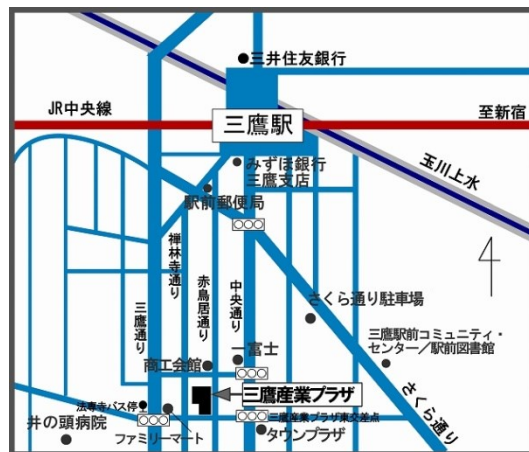 三井住友銀行
JR中央線
至新宿
三鷹駅
玉川上水
みずほ銀行
三鷹支店
駅前郵便局
禅林寺通り
赤鳥居通り
中央通り
三鷹通り
さくら通り駐車場
三鷹駅前コミュニティ・
センター/駅前図書館
一富士
商工会館
さくら通り
三鷹産業プラザ
法専寺バス停
三鷹産業プラザ東交差点
井の頭病院
ファミリーマート
タウンプラザ